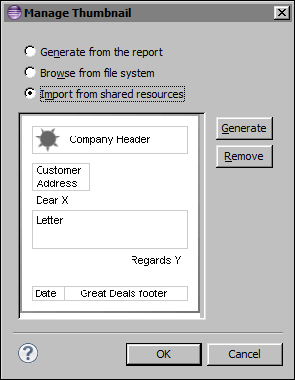 Manage Thumbnail
Generate from the report
Browse from file system
Import from shared resources
Generate
Remove
Company Header
Customer
Address
Dear X
Letter
Regards Y
Date Great Deals footer
?
OK Cancel